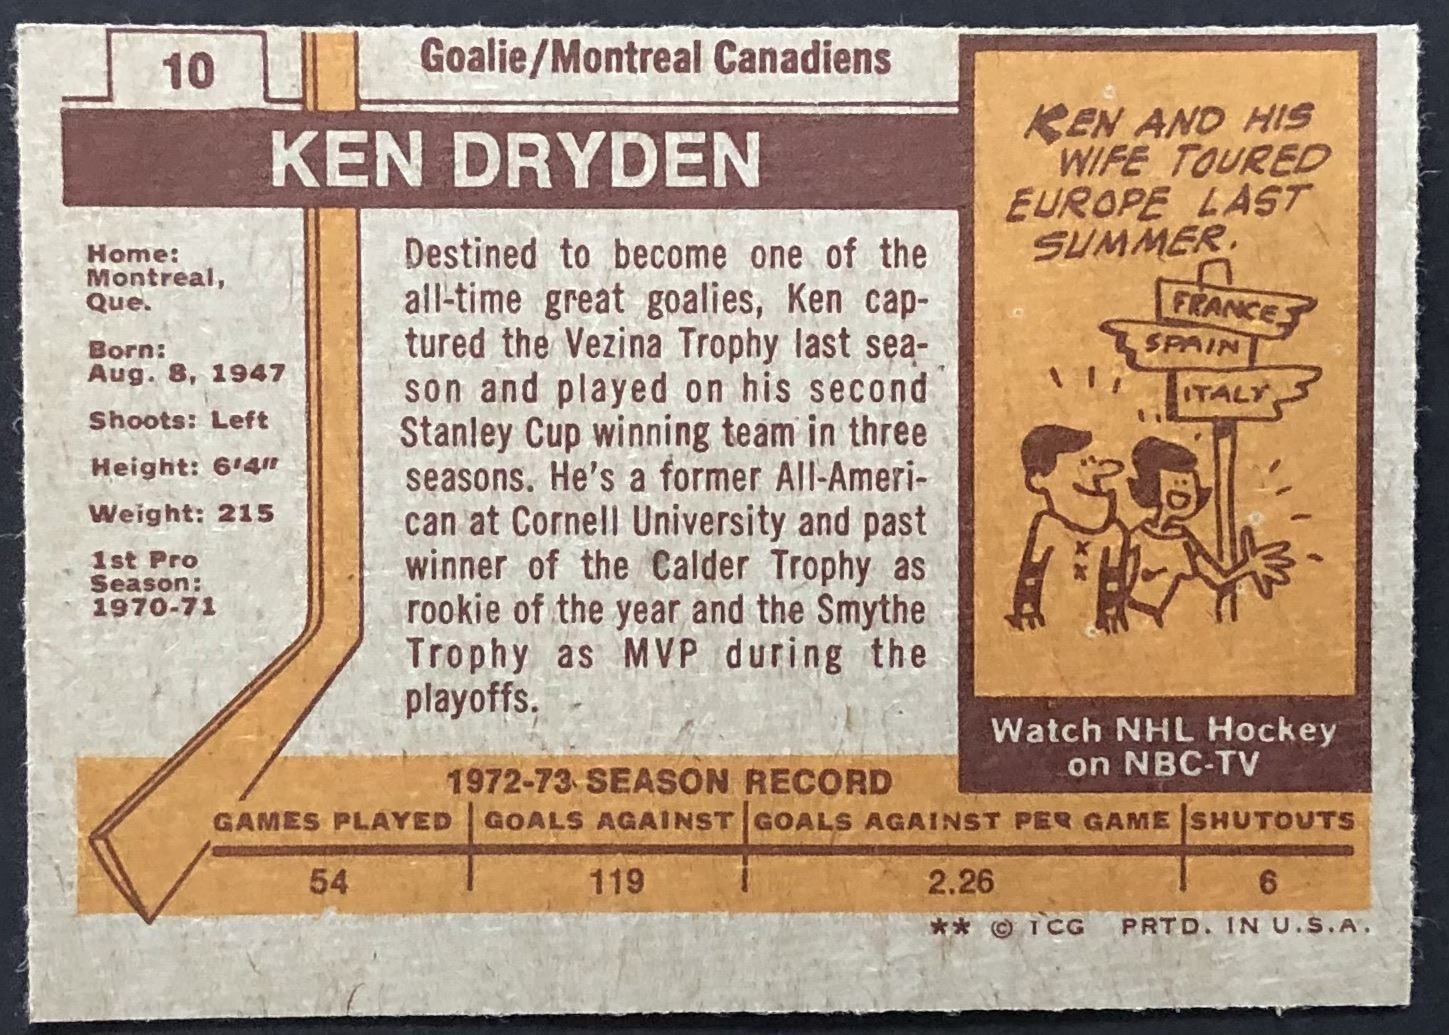 10
Goalie/Montreal Canadiens
KEN DRYDEN
Home:
Montreal,
Que.
Born:
Aug. 8, 1947
Shoots: Left
Height: 6'4"
Weight: 215
1st Pro
Season:
1970-71
Destined to become one of the
all-time great goalies, Ken cap-
tured the Vezina Trophy last sea-
son and played on his second
Stanley Cup winning team in three
seasons. He's a former All-Ameri-
can at Cornell University and past
winner of the Calder Trophy as
rookie of the year and the Smythe
Trophy as MVP during the
playoffs.
KEN AND HIS
WIFE TOURED
EUROPE LAST
SUMMER.
FRANCE
SPAIN
ITALY
Watch NHL Hockey
on NBC-TV
1972-73 SEASON RECORD
GAMES PLAYED GOALS AGAINST GOALS AGAINST PER GAME SHUTOUTS
54 119 2.26 6
** © TCG PRTD. IN U.S.A.